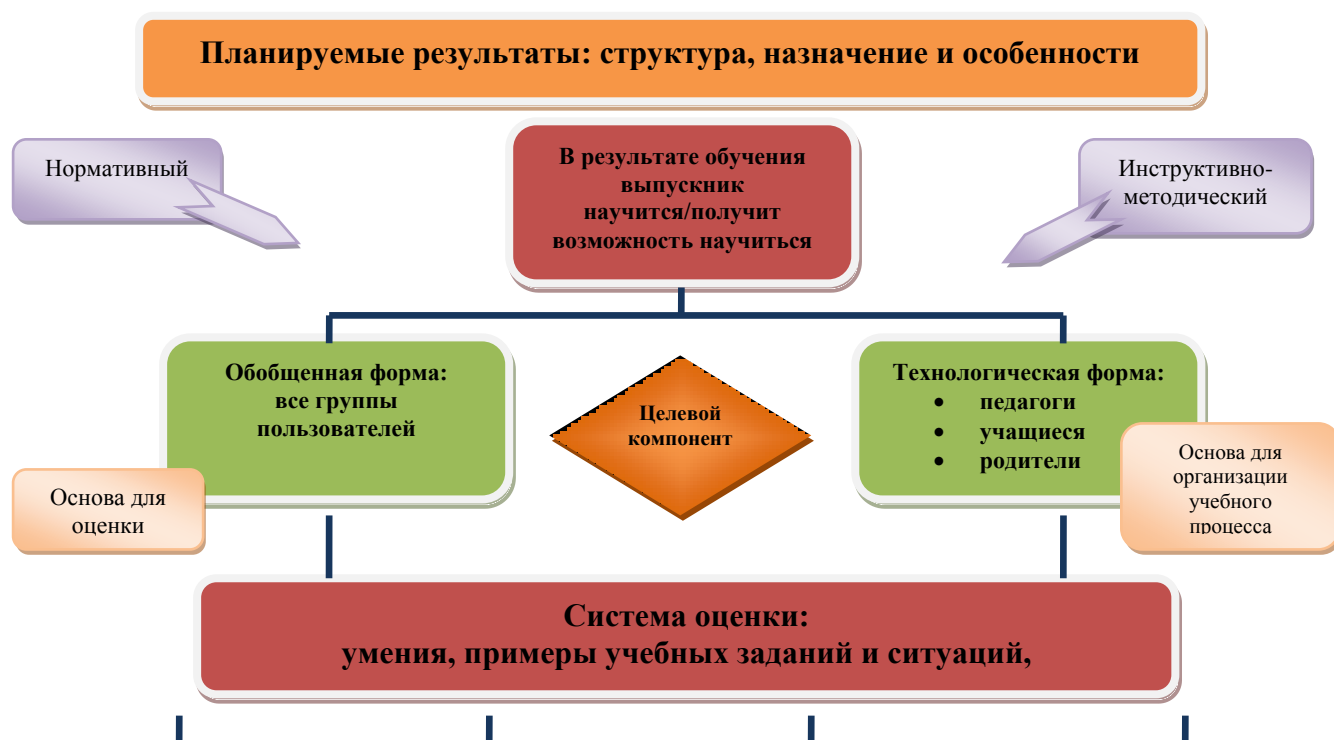 Планируемые результаты: структура, назначение и особенности
Нормативный
В результате обучения
выпускник
научится/получит
возможность научиться
Инструктивно-
методический
Обобщенная форма:
все группы
пользователей
Целевой
компонент
Технологическая форма:
• педагоги
• учащиеся
• родители
Основа для
оценки
Основа для
организации
учебного
процесса
Система оценки:
умения, примеры учебных заданий и ситуаций,